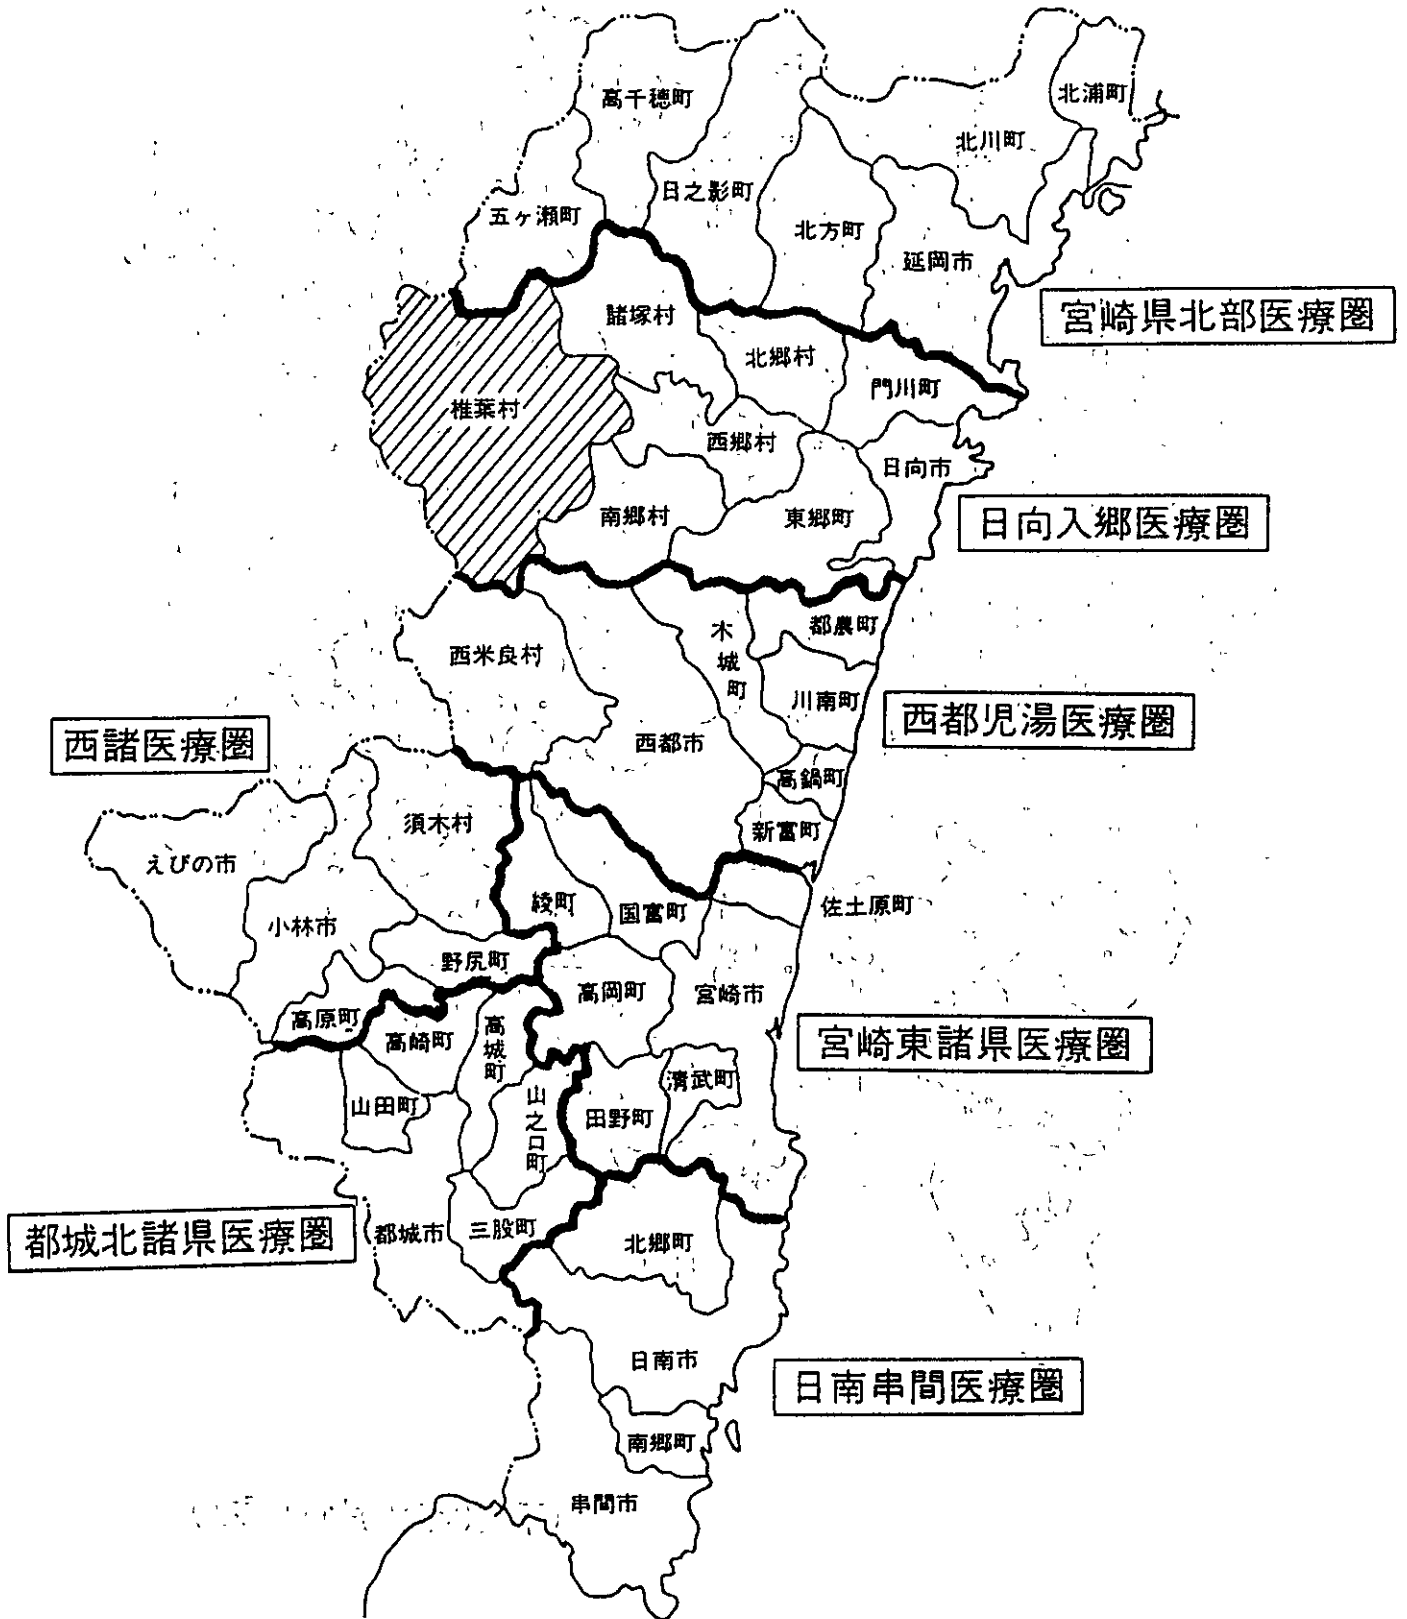 高千穂町
北浦町
北川町
日之影町
五ヶ瀬町
北方町
延岡市
宮崎県北部医療圏
諸塚村
北郷村
門川町
椎葉村
西郷村
日向市
南郷村
東郷町
日向入郷医療圏
都農町
木城町
西米良村
川南町
西都児湯医療圏
西都市
西諸医療圏
高鍋町
須木村
新富町
えびの市
綾町
国富町
佐土原町
小林市
野尻町
高岡町
宮崎市
高原町
高崎町
高城町
宮崎東諸県医療圏
清武町
山田町
山之口町
田野町
都城北諸県医療圏
都城市
三股町
北郷町
日南市
日南串間医療圏
南郷町
串間市